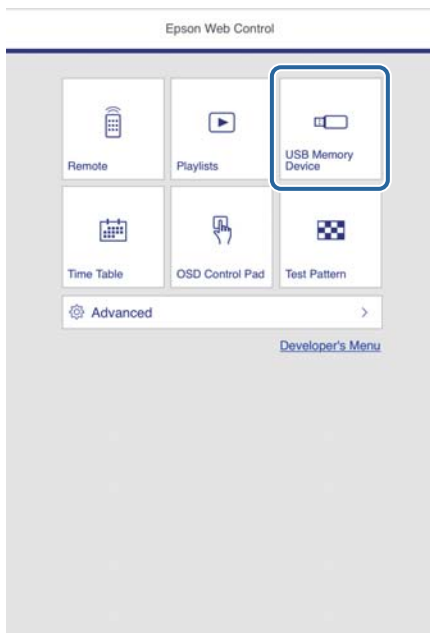 Epson Web Control
Remote
Playlists
USB Memory
Device
Time Table
OSD Control Pad
Test Pattern
Advanced
Developer's Menu